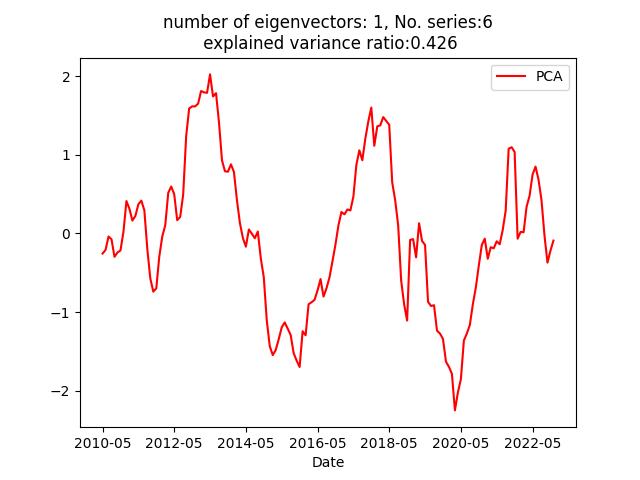 number of eigenvectors: 1, No. series:6
explained variance ratio:0.426
PCA
2
1
0
−1
−2
2010-05 2012-05 2014-05 2016-05 2018-05 2020-05 2022-05
Date